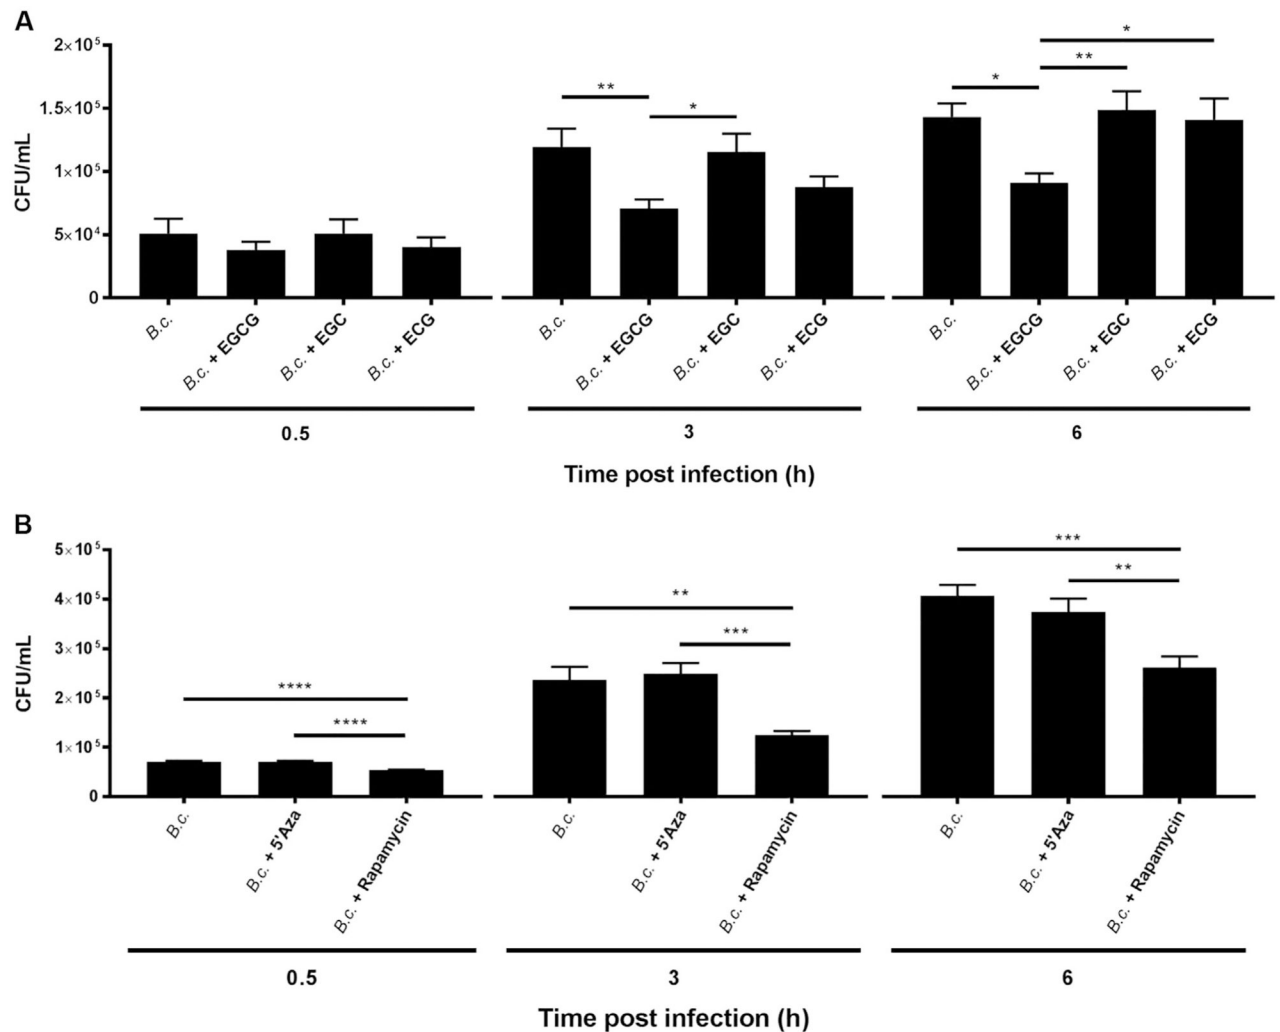 A
CFU/mL
2×10⁵
1.5×10⁵
1×10⁵
5×10⁴
0
** * * ** *
B.c.
B.c. + EGCG
B.c. + EGC
B.c. + ECG
B.c.
B.c. + EGCG
B.c. + EGC
B.c. + ECG
B.c.
B.c. + EGCG
B.c. + EGC
B.c. + ECG
0.5 3 6
Time post infection (h)
B
CFU/mL
5×10⁵
4×10⁵
3×10⁵
2×10⁵
1×10⁵
0
**** **** ** *** *** **
B.c.
B.c. + 5'Aza
B.c. + Rapamycin
B.c.
B.c. + 5'Aza
B.c. + Rapamycin
B.c.
B.c. + 5'Aza
B.c. + Rapamycin
0.5 3 6
Time post infection (h)